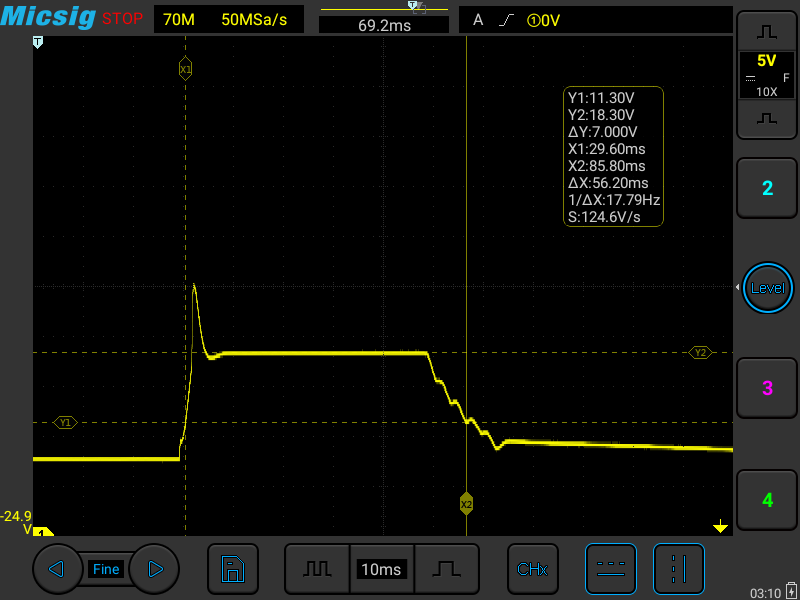 Micsig STOP 70M 50MSa/s 69.2ms A ①0V
T
T
X1
5V
F
10X
Y1:11.30V
Y2:18.30V
ΔY:7.000V
X1:29.60ms
X2:85.80ms
ΔX:56.20ms
1/ΔX:17.79Hz
S:124.6V/s
2
Level
Y2
3
Y1
X2
4
-24.9
V
1
Fine 10ms CHx
03:10